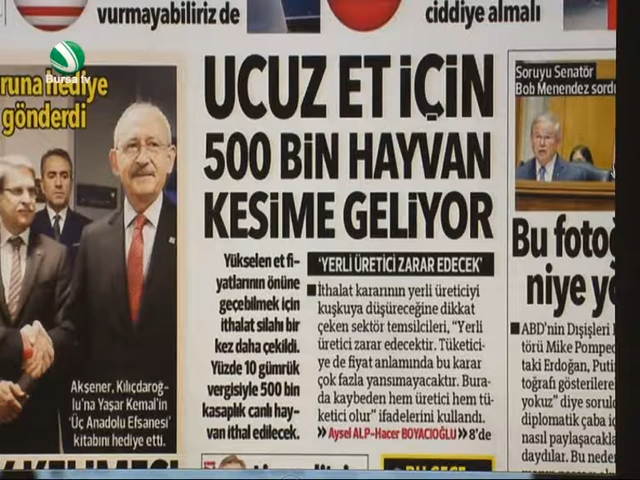 vurmayabiliriz de
ciddiye almalı
Bursa tv
runa hediye
gönderdi
Akşener, Kılıçdaroğ-
lu'na Yaşar Kemal'in
'Üç Anadolu Efsanesi'
kitabını hediye etti.
UCUZ ET İÇİN
500 BİN HAYVAN
KESİME GELİYOR
Yükselen et fi-
yatlarının önüne
geçebilmek için
ithalat silahı bir
kez daha çekildi.
Yüzde 10 gümrük
vergisiyle 500 bin
kasaplık canlı hay-
van ithal edilecek.
'YERLİ ÜRETİCİ ZARAR EDECEK'
İthalat kararının yerli üreticiyi
kuşkuya düşüreceğine dikkat
çeken sektör temsilcileri, "Yerli
üretici zarar edecektir. Tüketici-
ye de fiyat anlamında bu karar
çok fazla yansımayacaktır. Bura-
da kaybeden hem üretici hem
tüketici olur" ifadelerini kullandı.
Aysel ALP-Hacer BOYACIOĞLU 8'de
Soruyu Senatör
Bob Menendez sordu
Bu fotoğ
niye yo
ABD'nin Dışişleri
törü Mike Pompeo
taki Erdoğan, Putin
toğrafı gösterilerek
yokuz" diye soruld
diplomatik çaba iç
nasıl paylaşacakla
daydılar. Bu neden